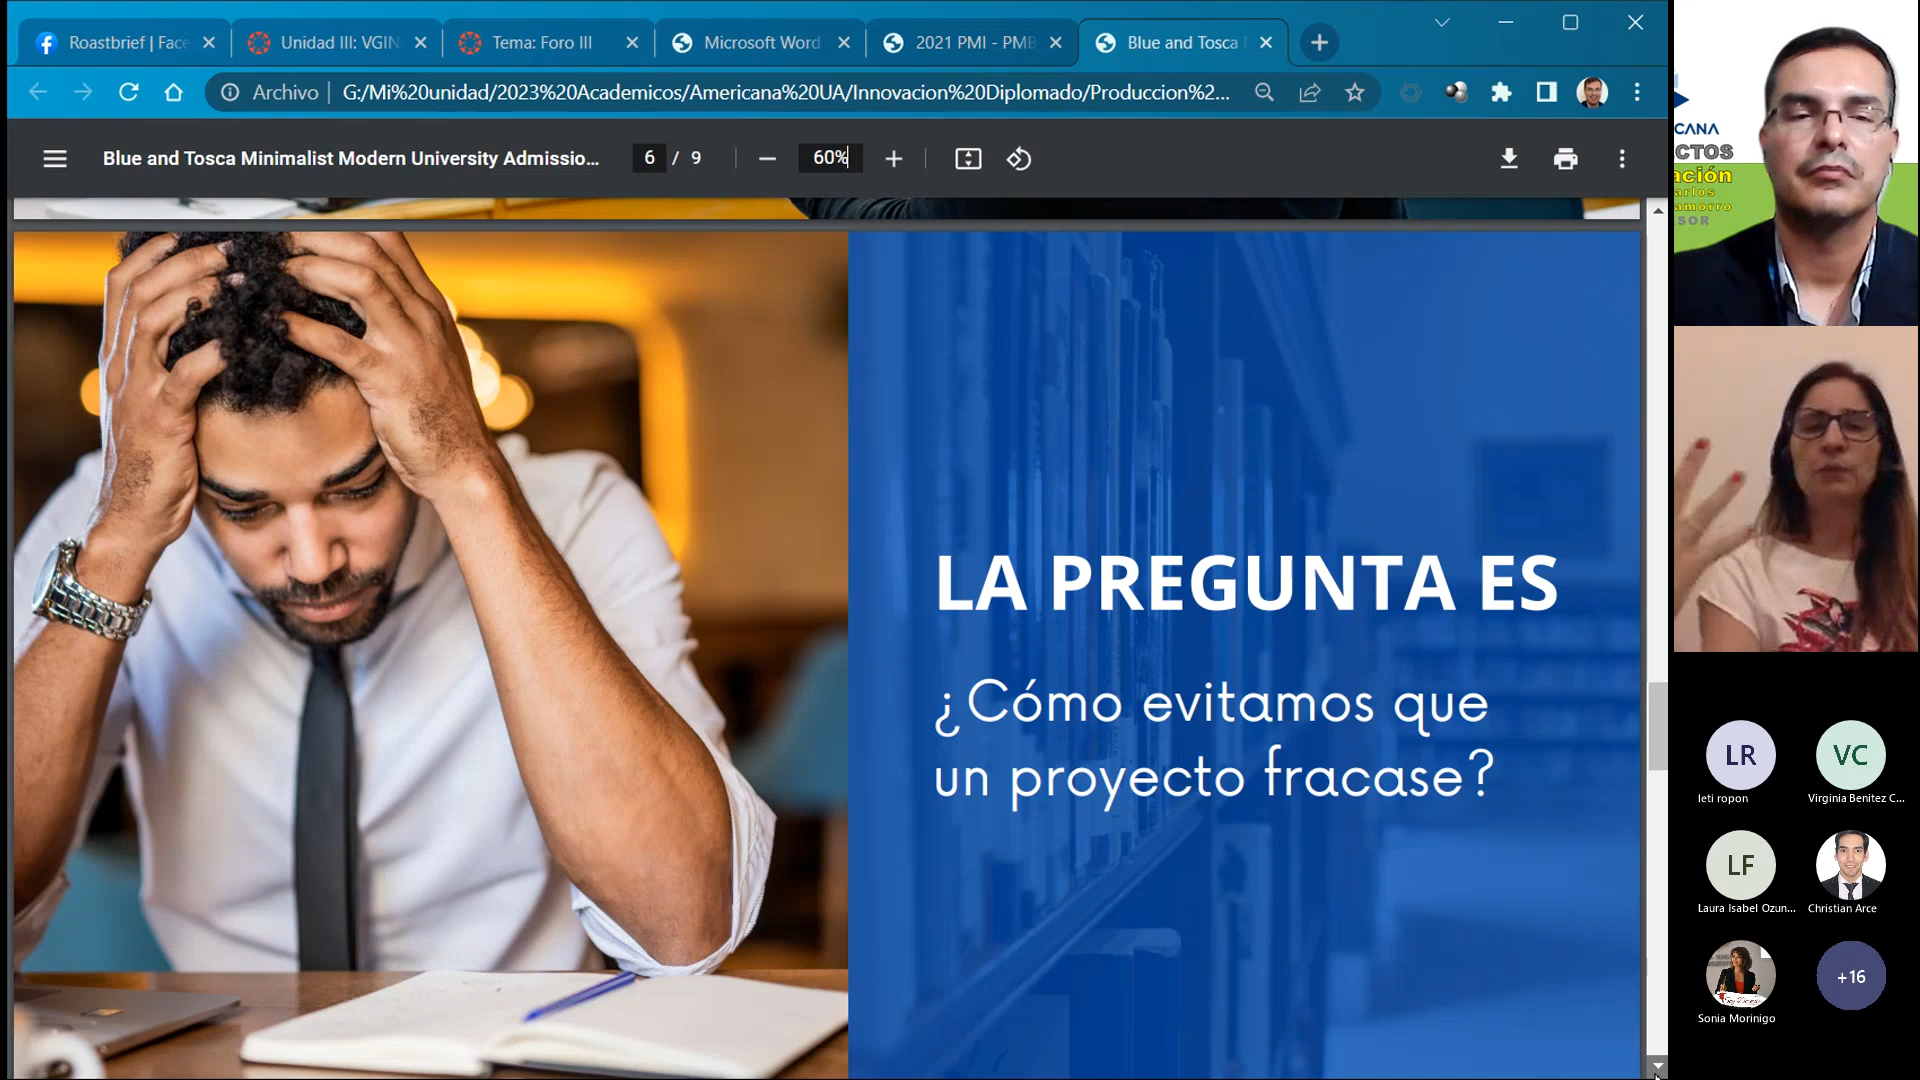 Roastbrief | Face
Unidad III: VGIN
Tema: Foro III
Microsoft Word
2021 PMI - PMB
Blue and Tosca
Archivo
G:/Mi%20unidad/2023%20Academicos/Americana%20UA/Innovacion%20Diplomado/Produccion%2...
Blue and Tosca Minimalist Modern University Admissio...
6 / 9
60%
LA PREGUNTA ES
¿Cómo evitamos que
un proyecto fracase?
CANA
CTOS
ación
arlos
amorro
SOR
LR
leti ropon
VC
Virginia Benitez C...
LF
Laura Isabel Ozun...
Christian Arce
Sonia Morinigo
+16